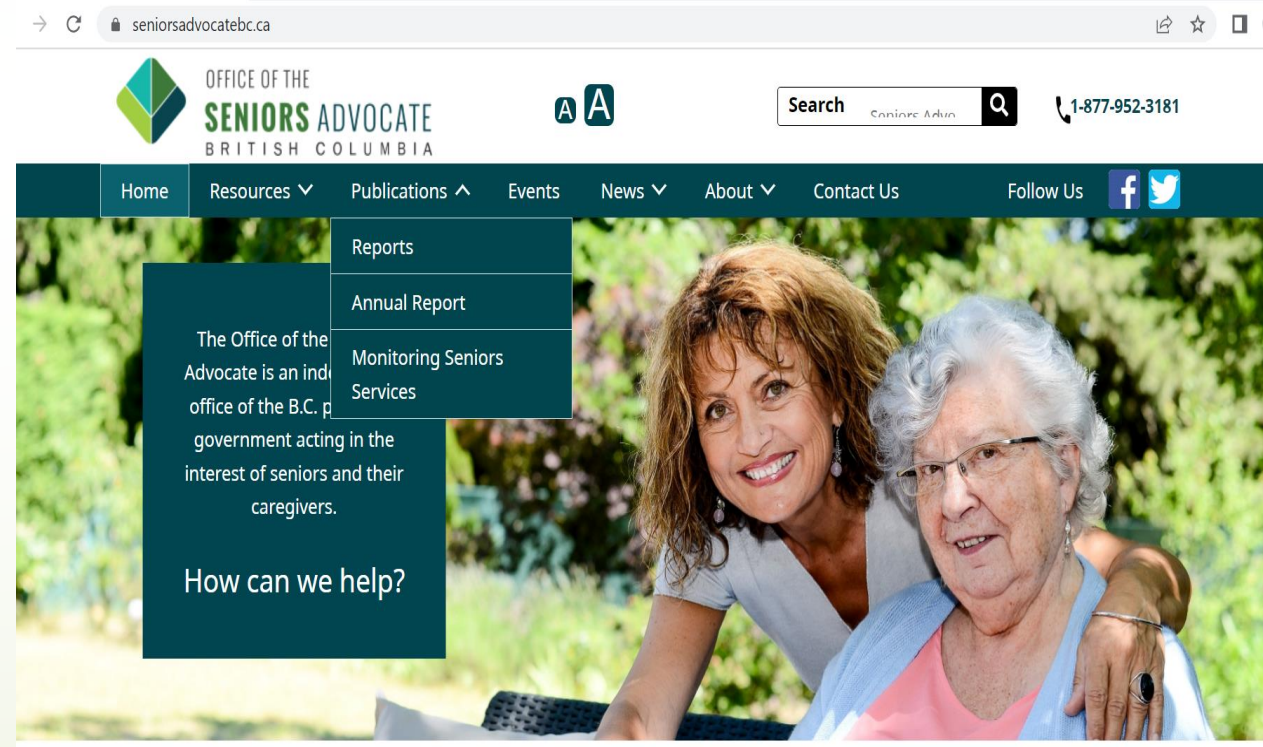 seniorsadvocatebc.ca
OFFICE OF THE
SENIORS ADVOCATE
BRITISH COLUMBIA
A A
Search
Seniors Advo
1-877-952-3181
Home Resources Publications Events News About Contact Us Follow Us
Reports
Annual Report
Monitoring Seniors
Services
The Office of the
Advocate is an
office of the B.C.
government acting in the
interest of seniors and their
caregivers.
How can we help?